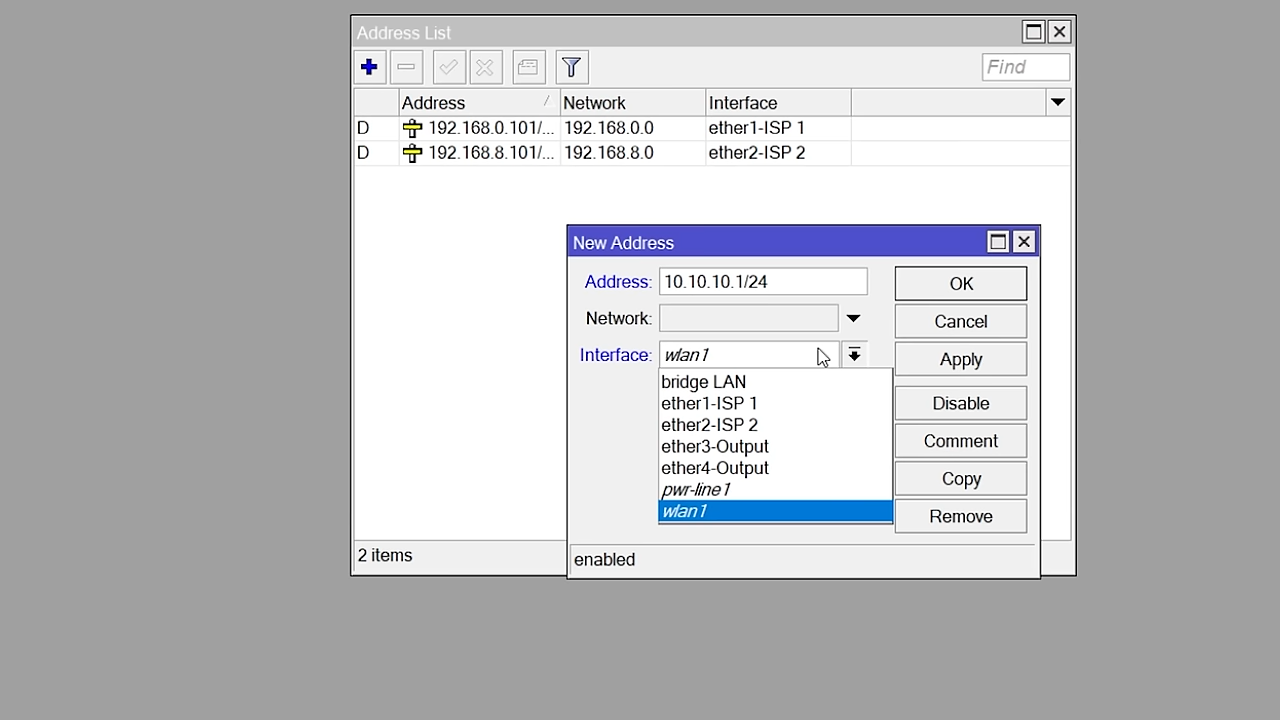 Address List
Find
Address Network Interface
D 192.168.0.101/... 192.168.0.0 ether1-ISP 1
D 192.168.8.101/... 192.168.8.0 ether2-ISP 2
2 items
New Address
Address: 10.10.10.1/24
Network:
Interface: wlan1
bridge LAN
ether1-ISP 1
ether2-ISP 2
ether3-Output
ether4-Output
pwr-line1
wlan1
OK
Cancel
Apply
Disable
Comment
Copy
Remove
enabled